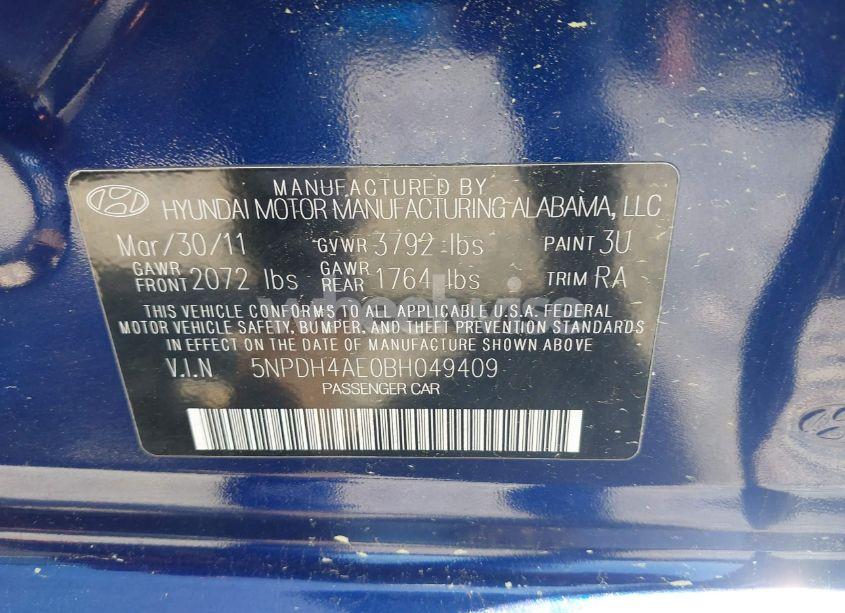 MANUFACTURED BY
HYUNDAI MOTOR MANUFACTURING ALABAMA, LLC
Mar/30/11 GVWR 3792 lbs PAINT 3U
GAWR FRONT 2072 lbs GAWR REAR 1764 lbs TRIM RA
THIS VEHICLE CONFORMS TO ALL APPLICABLE U.S.A. FEDERAL
MOTOR VEHICLE SAFETY, BUMPER, AND THEFT PREVENTION STANDARDS
IN EFFECT ON THE DATE OF MANUFACTURE SHOWN ABOVE.
V.I.N 5NPDH4AE0BH049409
PASSENGER CAR